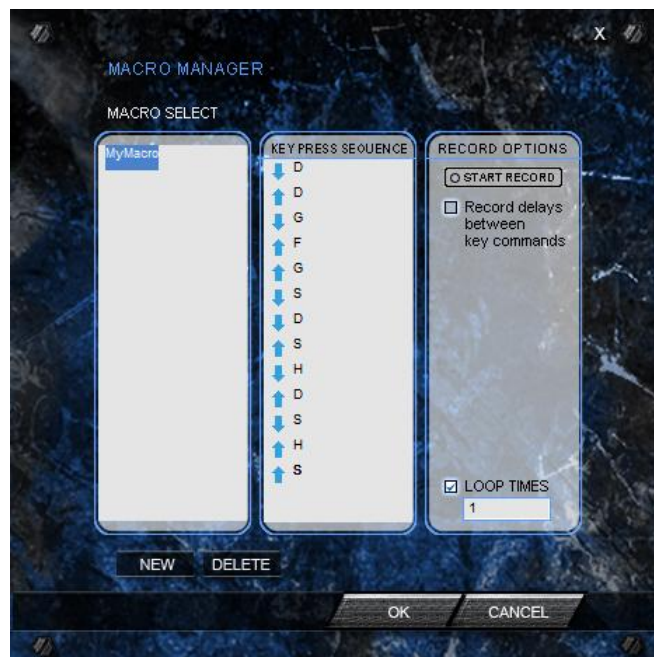 X
MACRO MANAGER
MACRO SELECT
MyMacro
KEY PRESS SEQUENCE
D
D
G
F
G
S
D
S
H
D
S
H
S
RECORD OPTIONS
START RECORD
Record delays
between
key commands
LOOP TIMES
1
NEW DELETE
OK CANCEL